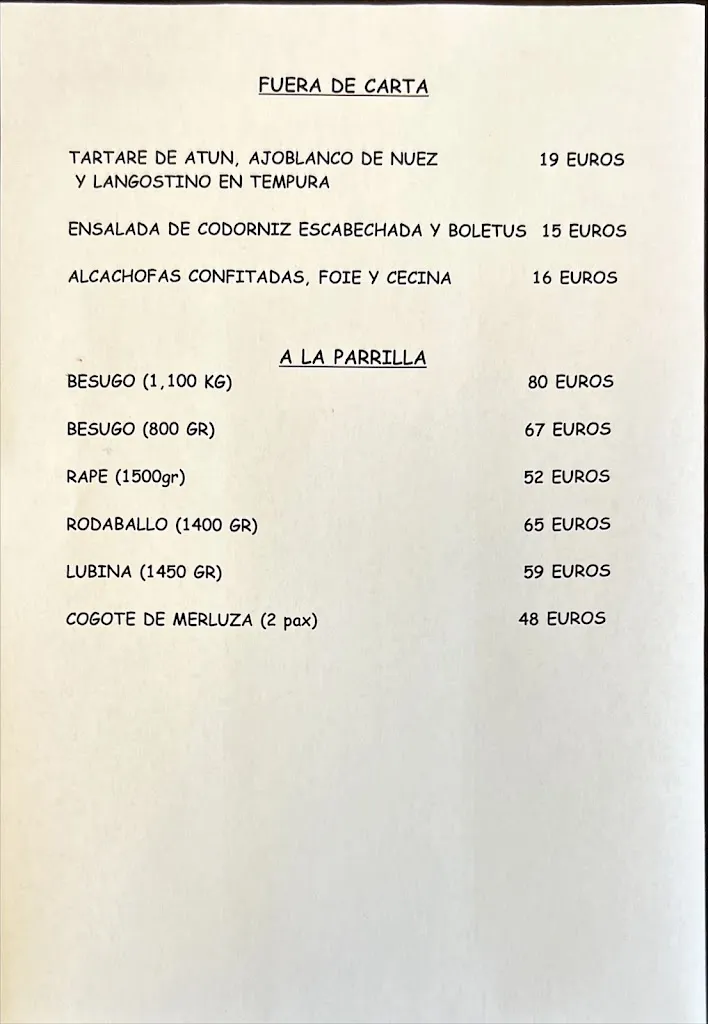 FUERA DE CARTA
TARTARE DE ATUN, AJOBLANCO DE NUEZ 19 EUROS
Y LANGOSTINO EN TEMPURA
ENSALADA DE CODORNIZ ESCABECHADA Y BOLETUS 15 EUROS
ALCACHOFAS CONFITADAS, FOIE Y CECINA 16 EUROS
A LA PARRILLA
BESUGO (1,100 KG) 80 EUROS
BESUGO (800 GR) 67 EUROS
RAPE (1500gr) 52 EUROS
RODABALLO (1400 GR) 65 EUROS
LUBINA (1450 GR) 59 EUROS
COGOTE DE MERLUZA (2 pax) 48 EUROS